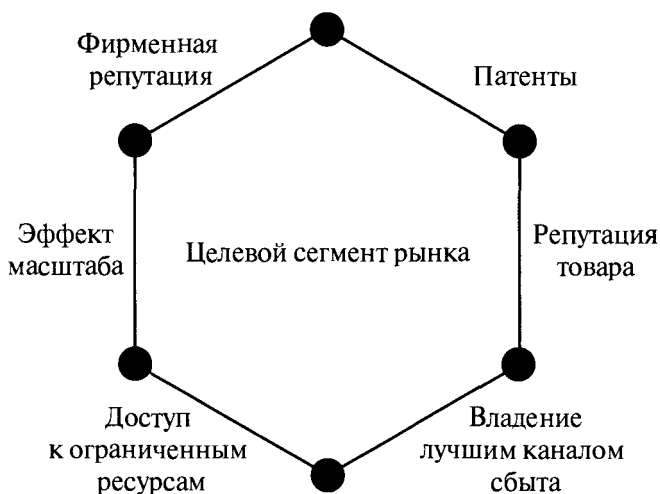 Фирменная
репутация
Патенты
Эффект
масштаба
Целевой сегмент рынка
Репутация
товара
Доступ
к ограниченным
ресурсам
Владение
лучшим каналом
сбыта